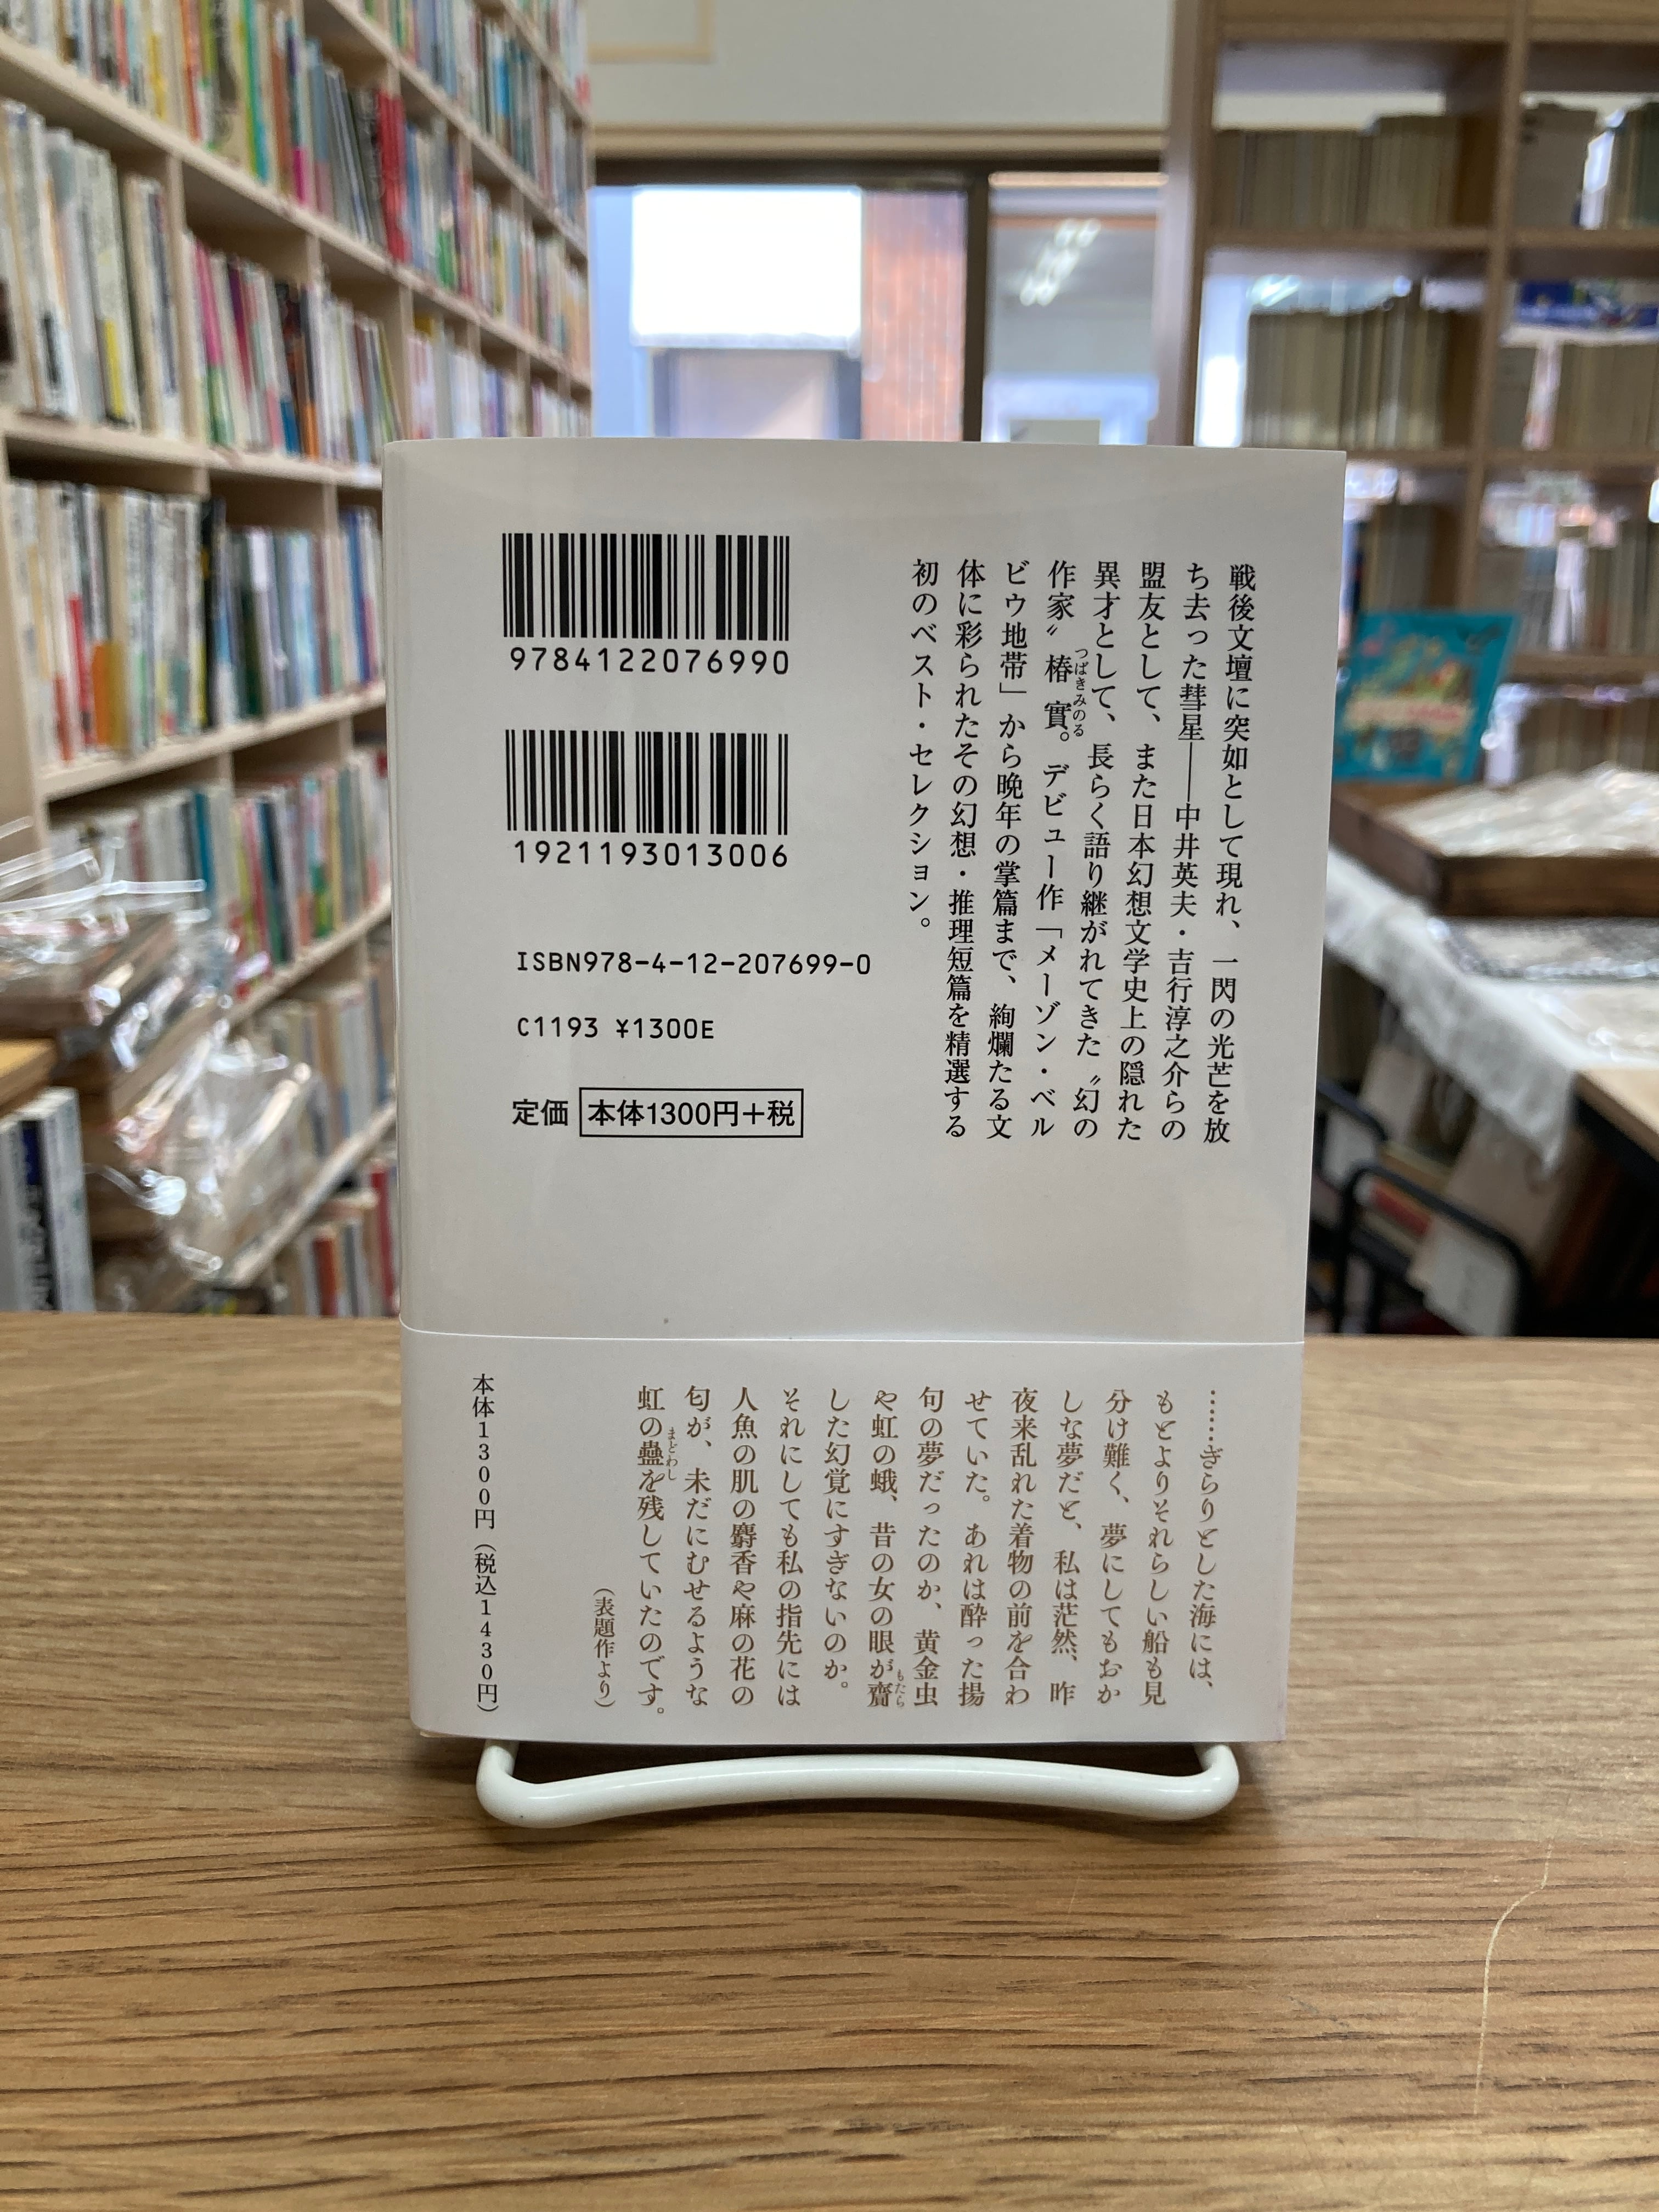 戦後文壇に突如として現れ、一閃の光芒を放
ち去った彗星――中井英夫・吉行淳之介らの
盟友として、また日本幻想文学史上の隠れた
異才として、長らく語り継がれてきた〝幻の
作家〟椿實。デビュー作「メーゾン・ベル
つばきみのる
ビウ地帯」から晩年の掌篇まで、絢爛たる文
体に彩られたその幻想・推理短篇を精選する
初のベスト・セレクション。
9784122076990
1921193013006
ISBN978-4-12-207699-0
C1193 ¥1300E
定価 本体1300円+税
……ぎらりとした海には、
もとよりそれらしい船も見
分け難く、夢にしてもおか
しな夢だと、私は茫然、昨
夜来乱れた着物の前を合わ
せていた。あれは酔った揚
句の夢だったのか、黄金虫
や虹の蛾、昔の女の眼が齎
もたら
した幻覚にすぎないのか。
それにしても私の指先には
人魚の肌の麝香や麻の花の
匂が、未だにむせるような
虹の蠱を残していたのです。
まどわし
(表題作より)
本体1300円(税込1430円)